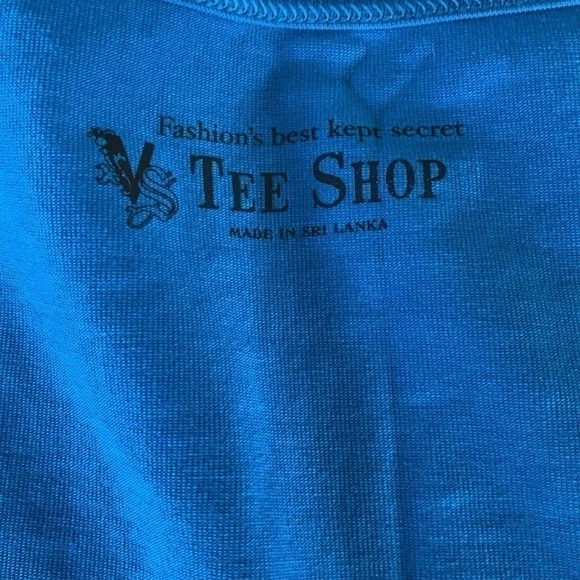 Fashion's best kept secret
VS TEE SHOP
MADE IN SRI LANKA